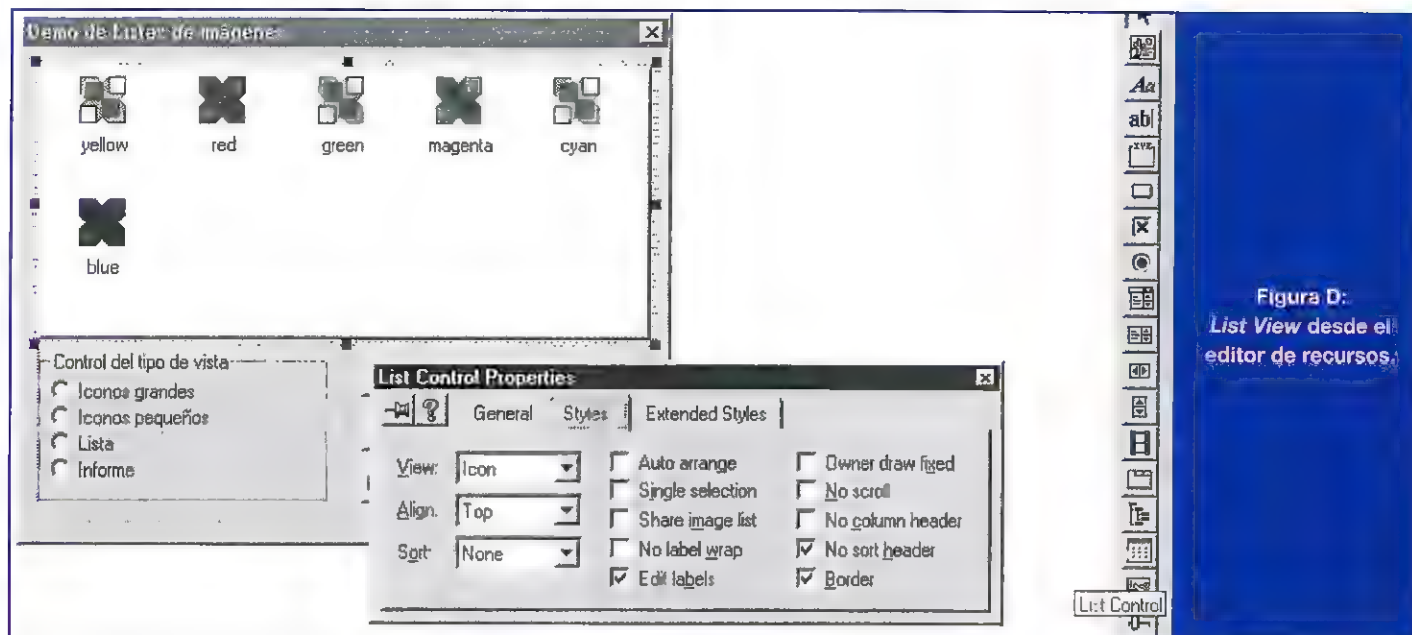 Demo de Listas de imágenes
yellow red green magenta cyan
blue
Control del tipo de vista
Iconos grandes
Iconos pequeños
Lista
Informe
List Control Properties
General Styles Extended Styles
View: Icon
Align: Top
Sort: None
Auto arrange
Single selection
Share image list
No label wrap
Edit labels
Owner draw fixed
No scroll
No column header
No sort header
Border
Aa
ab
XYZ
List Control
Figura D:
List View desde el
editor de recursos.